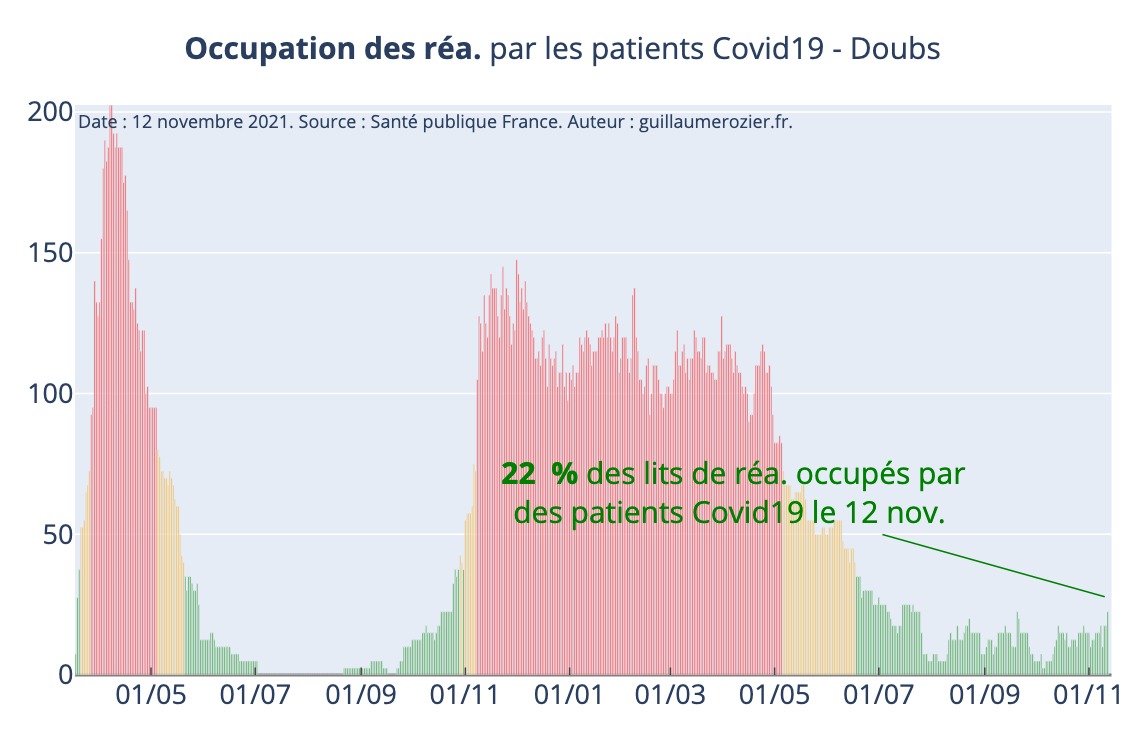 Occupation des réa. par les patients Covid19 - Doubs
Date : 12 novembre 2021. Source : Santé publique France. Auteur : guillaumerozier.fr.
200
150
100
50
0
22 % des lits de réa. occupés par
des patients Covid19 le 12 nov.
01/05 01/07 01/09 01/11 01/01 01/03 01/05 01/07 01/09 01/11